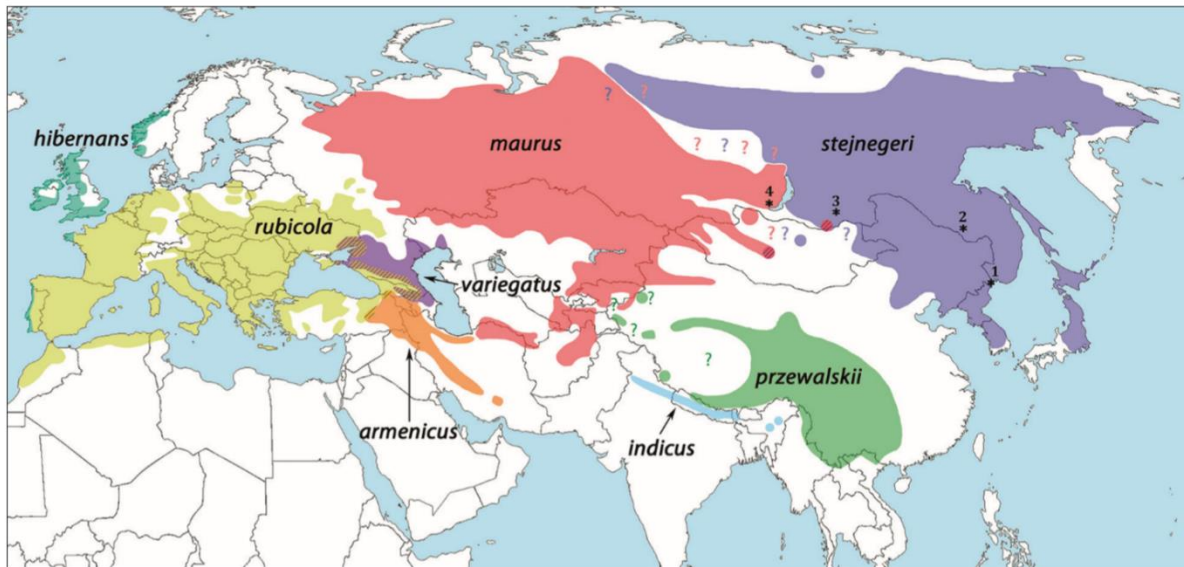 hibernans
maurus
stejnegeri
? ?
? ? ? ?
4
*
3
*
2
*
rubicola
? ? ?
1
*
variegatus
?
?
?
?
przewalskii
armenicus
indicus